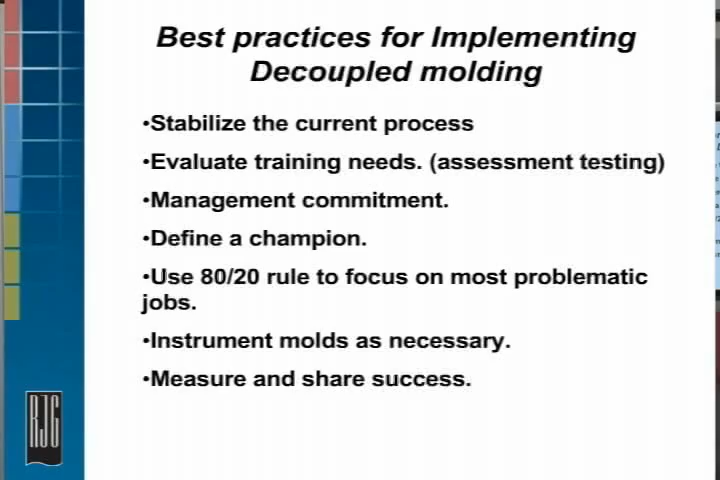 Best practices for Implementing
Decoupled molding
•Stabilize the current process
•Evaluate training needs. (assessment testing)
•Management commitment.
•Define a champion.
•Use 80/20 rule to focus on most problematic
jobs.
•Instrument molds as necessary.
•Measure and share success.
RJG